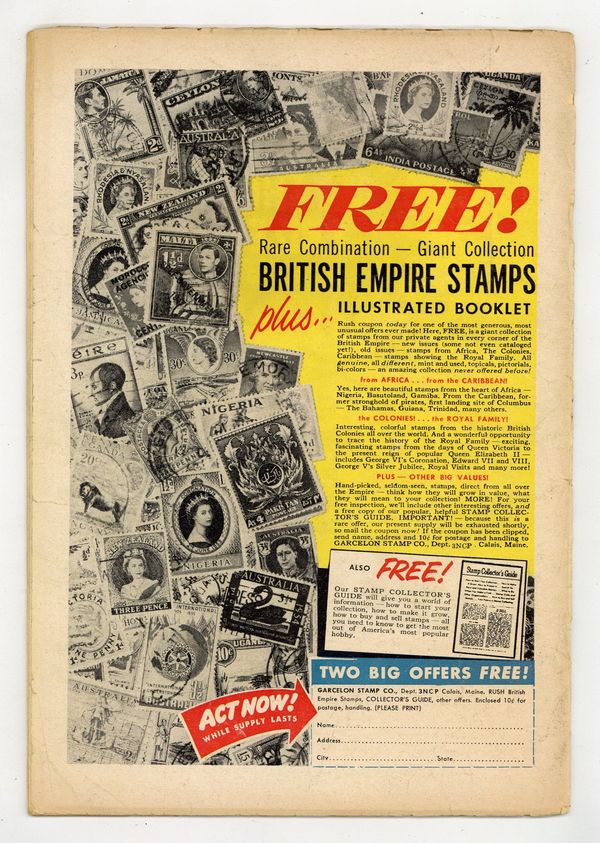 JAMAICA
CEYLON
AUSTRALIA
RHODESIA & NYASALAND
UGANDA
6AS INDIA POSTAGE
NEW ZEALAND
MALTA
1½d
30c 30c
3p
NIGERIA
NIGERIA
THREE PENCE
AUSTRALIA
INTERNATIONAL
FREE!
Rare Combination — Giant Collection
BRITISH EMPIRE STAMPS
plus... ILLUSTRATED BOOKLET
Rush coupon today for one of the most generous, most
unusual offers ever made! Here, FREE, is a giant collection
of stamps from our private agents in every corner of the
British Empire — new issues (some not even cataloged
yet!), old issues — stamps from Africa, The Colonies,
Caribbean — stamps showing the Royal Family. All
genuine, all different, mint and used, topicals, pictorials,
bi-colors — an amazing collection never offered before!
from AFRICA . . . from the CARIBBEAN!
Yes, here are beautiful stamps from the heart of Africa —
Nigeria, Basutoland, Gamiba. From the Caribbean, for-
mer stronghold of pirates, first landing site of Columbus
— The Bahamas, Guiana, Trinidad, many others.
the COLONIES! . . . the ROYAL FAMILY!
Interesting, colorful stamps from the historic British
Colonies all over the world. And a wonderful opportunity
to trace the history of the Royal Family — exciting,
fascinating stamps from the days of Queen Victoria to
the present reign of popular Queen Elizabeth II —
includes George VI's Coronation, Edward VII and VIII,
George V's Silver Jubilee, Royal Visits and many more!
PLUS — OTHER BIG VALUES!
Hand-picked, seldom-seen, stamps, direct from all over
the Empire — think how they will grow in value, what
they will mean to your collection! MORE! For your
free inspection, we'll include other interesting offers, and
a free copy of our popular, helpful STAMP COLLEC-
TOR'S GUIDE. IMPORTANT! — because this is a
rare offer, our present supply will be exhausted shortly,
so mail the coupon now! If the coupon has been clipped,
send name, address and 10¢ for postage and handling to
GARCELON STAMP CO., Dept. 3NCP . Calais, Maine.
ALSO FREE!
Our STAMP COLLECTOR'S
GUIDE will give you a world of
information — how to start your
collection, how to make it grow,
how to buy and sell stamps — all
you need to know to get the most
out of America's most popular
hobby.
Stamp Collector's Guide
TWO BIG OFFERS FREE!
GARCELON STAMP CO., Dept. 3NCP Calais, Maine. RUSH British
Empire Stamps, COLLECTOR'S GUIDE, other offers. Enclosed 10¢ for
postage, handling. (PLEASE PRINT)
Name
Address
City State
ACT NOW!
WHILE SUPPLY LASTS